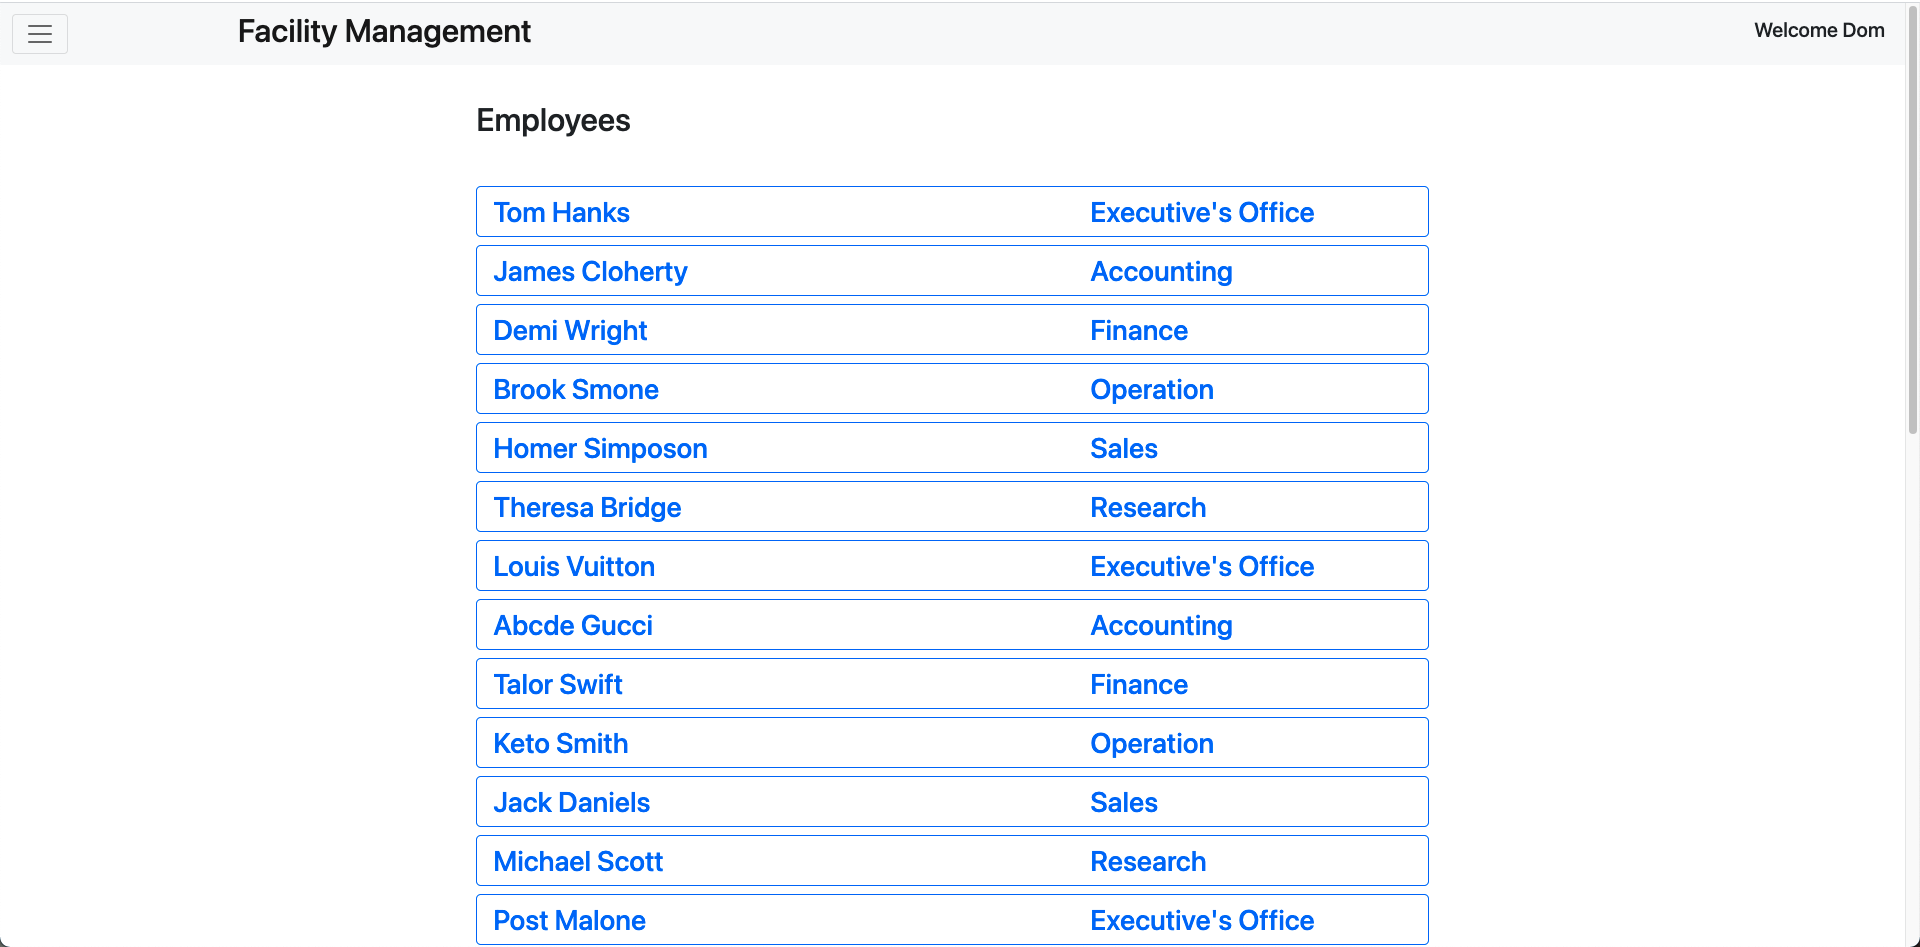 Facility Management
Welcome Dom
Employees
Tom Hanks Executive's Office
James Cloherty Accounting
Demi Wright Finance
Brook Smone Operation
Homer Simposon Sales
Theresa Bridge Research
Louis Vuitton Executive's Office
Abcde Gucci Accounting
Talor Swift Finance
Keto Smith Operation
Jack Daniels Sales
Michael Scott Research
Post Malone Executive's Office